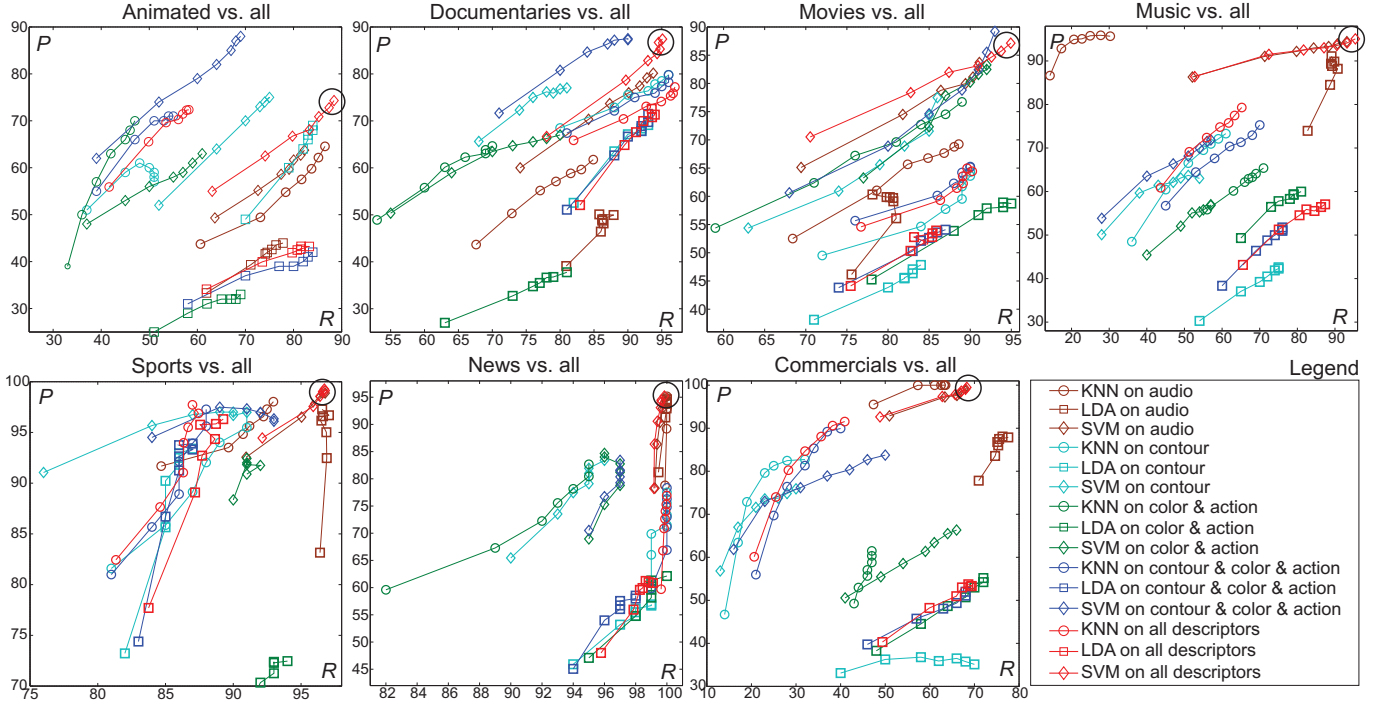 Animated vs. all
Documentaries vs. all
Movies vs. all
Music vs. all
P
90
80
70
60
50
40
30
R
30 40 50 60 70 80 90
P
90
80
70
60
50
40
30
R
55 60 65 70 75 80 85 90 95
P
90
85
80
75
70
65
60
55
50
45
40
R
60 65 70 75 80 85 90 95
P
90
80
70
60
50
40
30
R
20 30 40 50 60 70 80 90
Sports vs. all
News vs. all
Commercials vs. all
P
100
95
90
85
80
75
70
R
75 80 85 90 95
P
95
90
85
80
75
70
65
60
55
50
45
R
82 84 86 88 90 92 94 96 98 100
P
100
90
80
70
60
50
40
30
R
10 20 30 40 50 60 70 80
Legend
KNN on audio
LDA on audio
SVM on audio
KNN on contour
LDA on contour
SVM on contour
KNN on color & action
LDA on color & action
SVM on color & action
KNN on contour & color & action
LDA on contour & color & action
SVM on contour & color & action
KNN on all descriptors
LDA on all descriptors
SVM on all descriptors